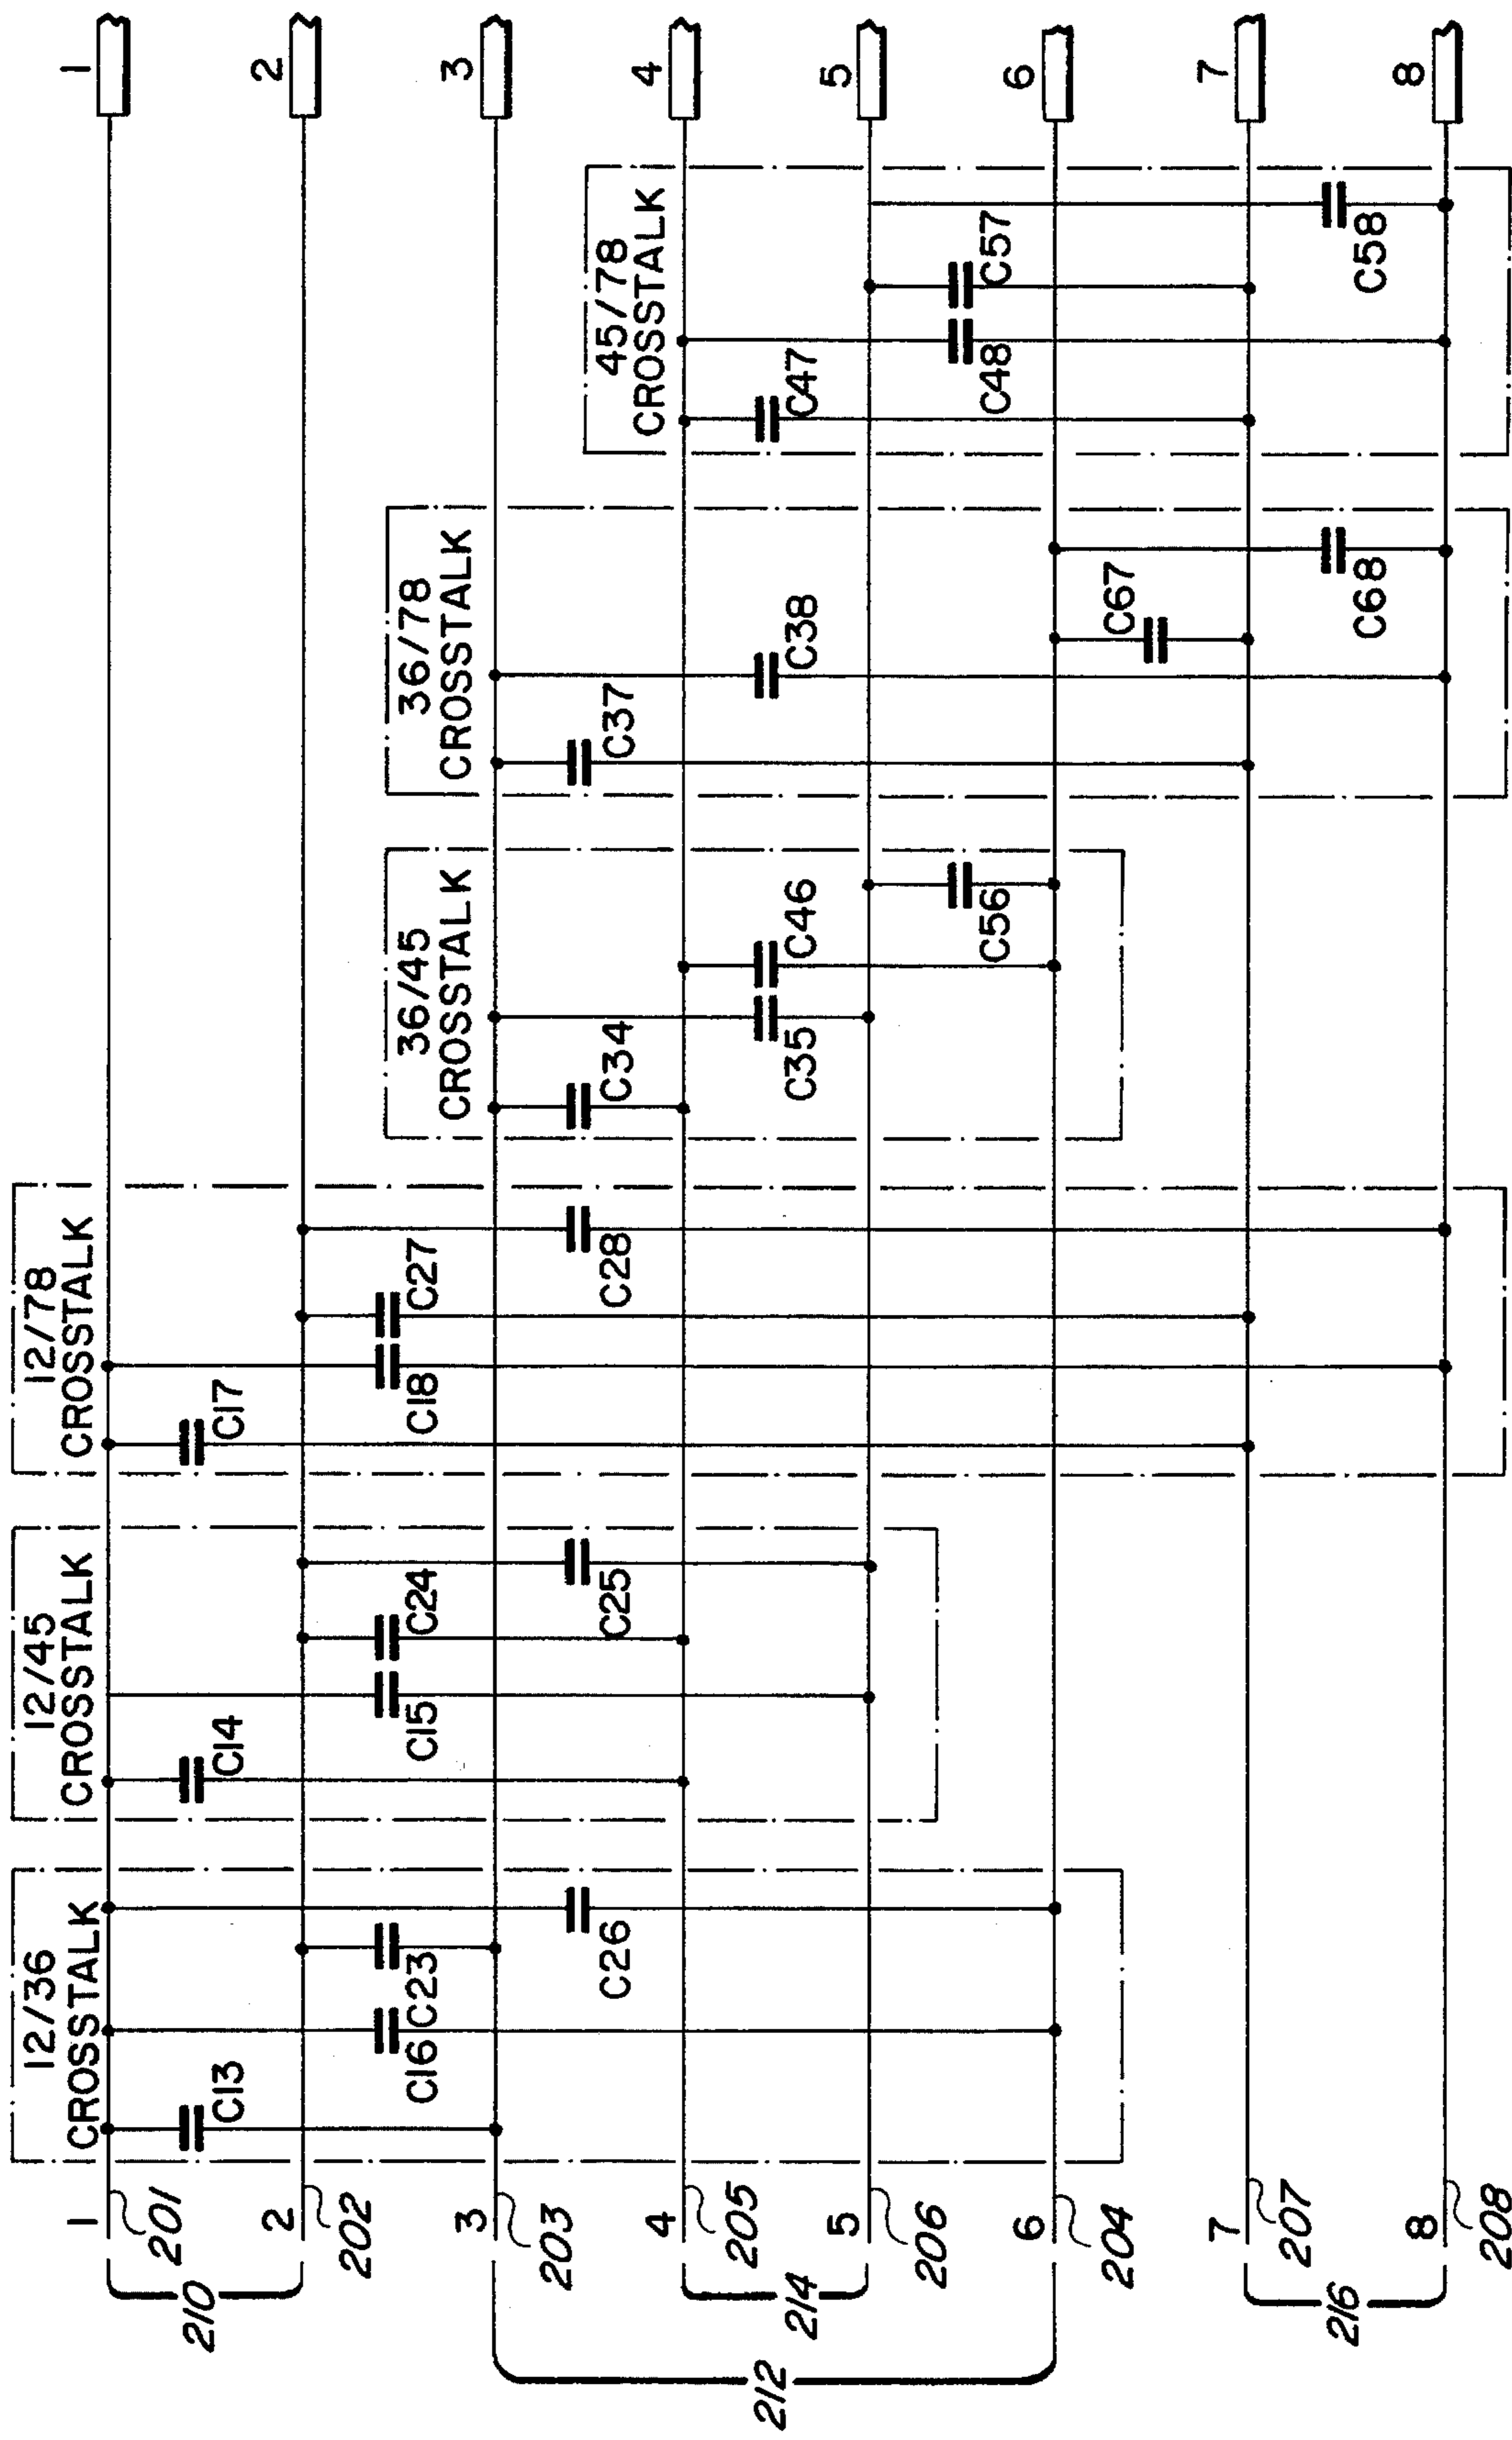 12/36
CROSSTALK
12/45
CROSSTALK
12/78
CROSSTALK
36/45
CROSSTALK
36/78
CROSSTALK
45/78
CROSSTALK
1
201
C13
C14
C17
1
210
2
202
C16
C23
C15
C24
C18
C27
2
3
203
C26
C25
C28
C34
C37
3
212
4
205
C35
C46
C38
C47
4
214
5
206
C56
C48
C57
5
6
204
C67
6
7
207
C68
C58
7
216
8
208
8